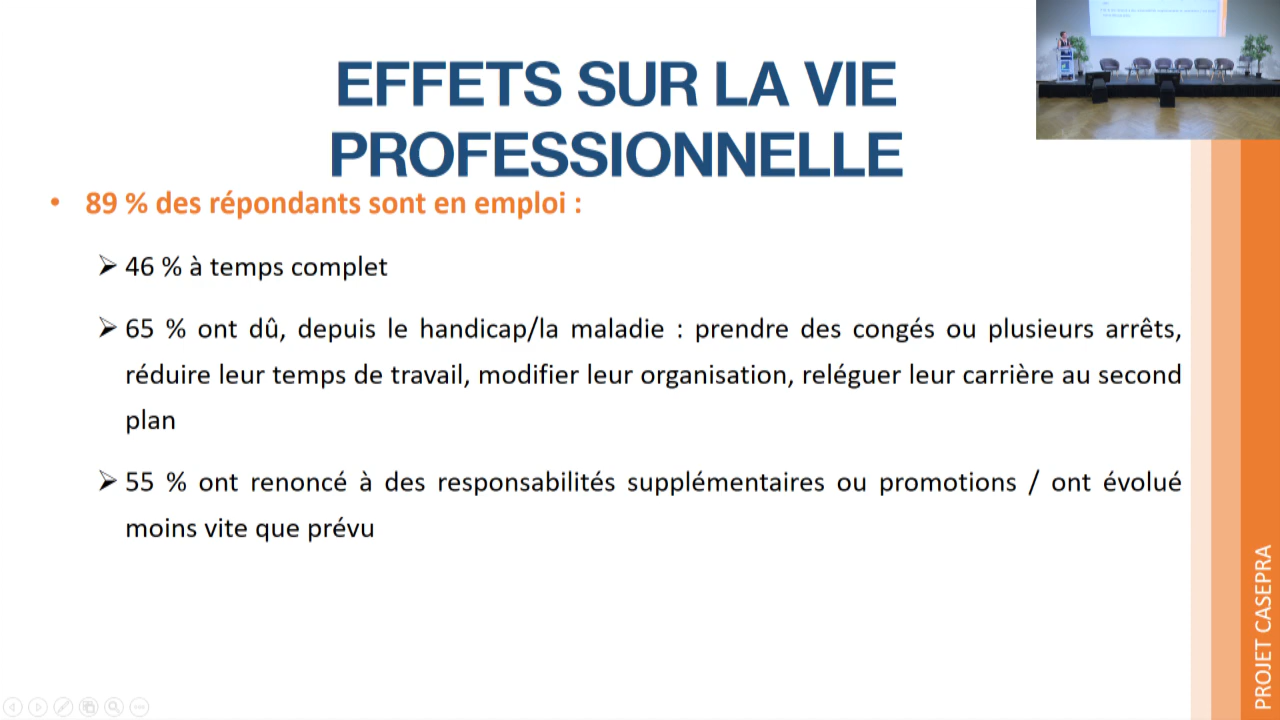 EFFETS SUR LA VIE
PROFESSIONNELLE
• 89 % des répondants sont en emploi :
➢ 46 % à temps complet
➢ 65 % ont dû, depuis le handicap/la maladie : prendre des congés ou plusieurs arrêts,
réduire leur temps de travail, modifier leur organisation, reléguer leur carrière au second
plan
➢ 55 % ont renoncé à des responsabilités supplémentaires ou promotions / ont évolué
moins vite que prévu
PROJET CASEPRA